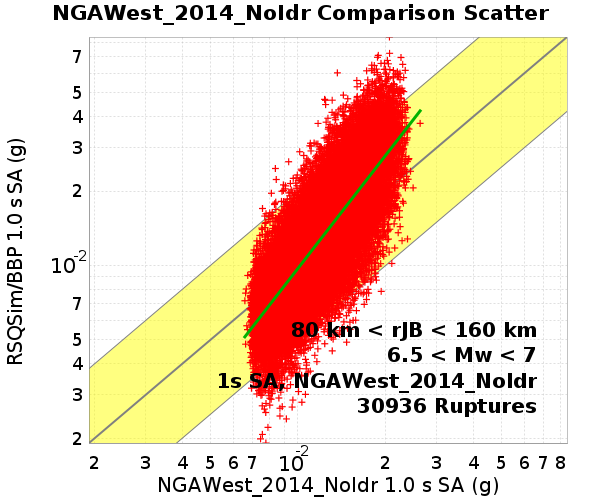 NGAWest_2014_NoIdr Comparison Scatter
RSQSim/BBP 1.0 s SA (g)
7
5
4
3
2
10-2
7
5
4
3
2
80 km < rJB < 160 km
6.5 < Mw < 7
1s SA, NGAWest_2014_NoIdr
30936 Ruptures
2 3 4 5 6 7 10-2 2 3 4 5 6 7 8
NGAWest_2014_NoIdr 1.0 s SA (g)